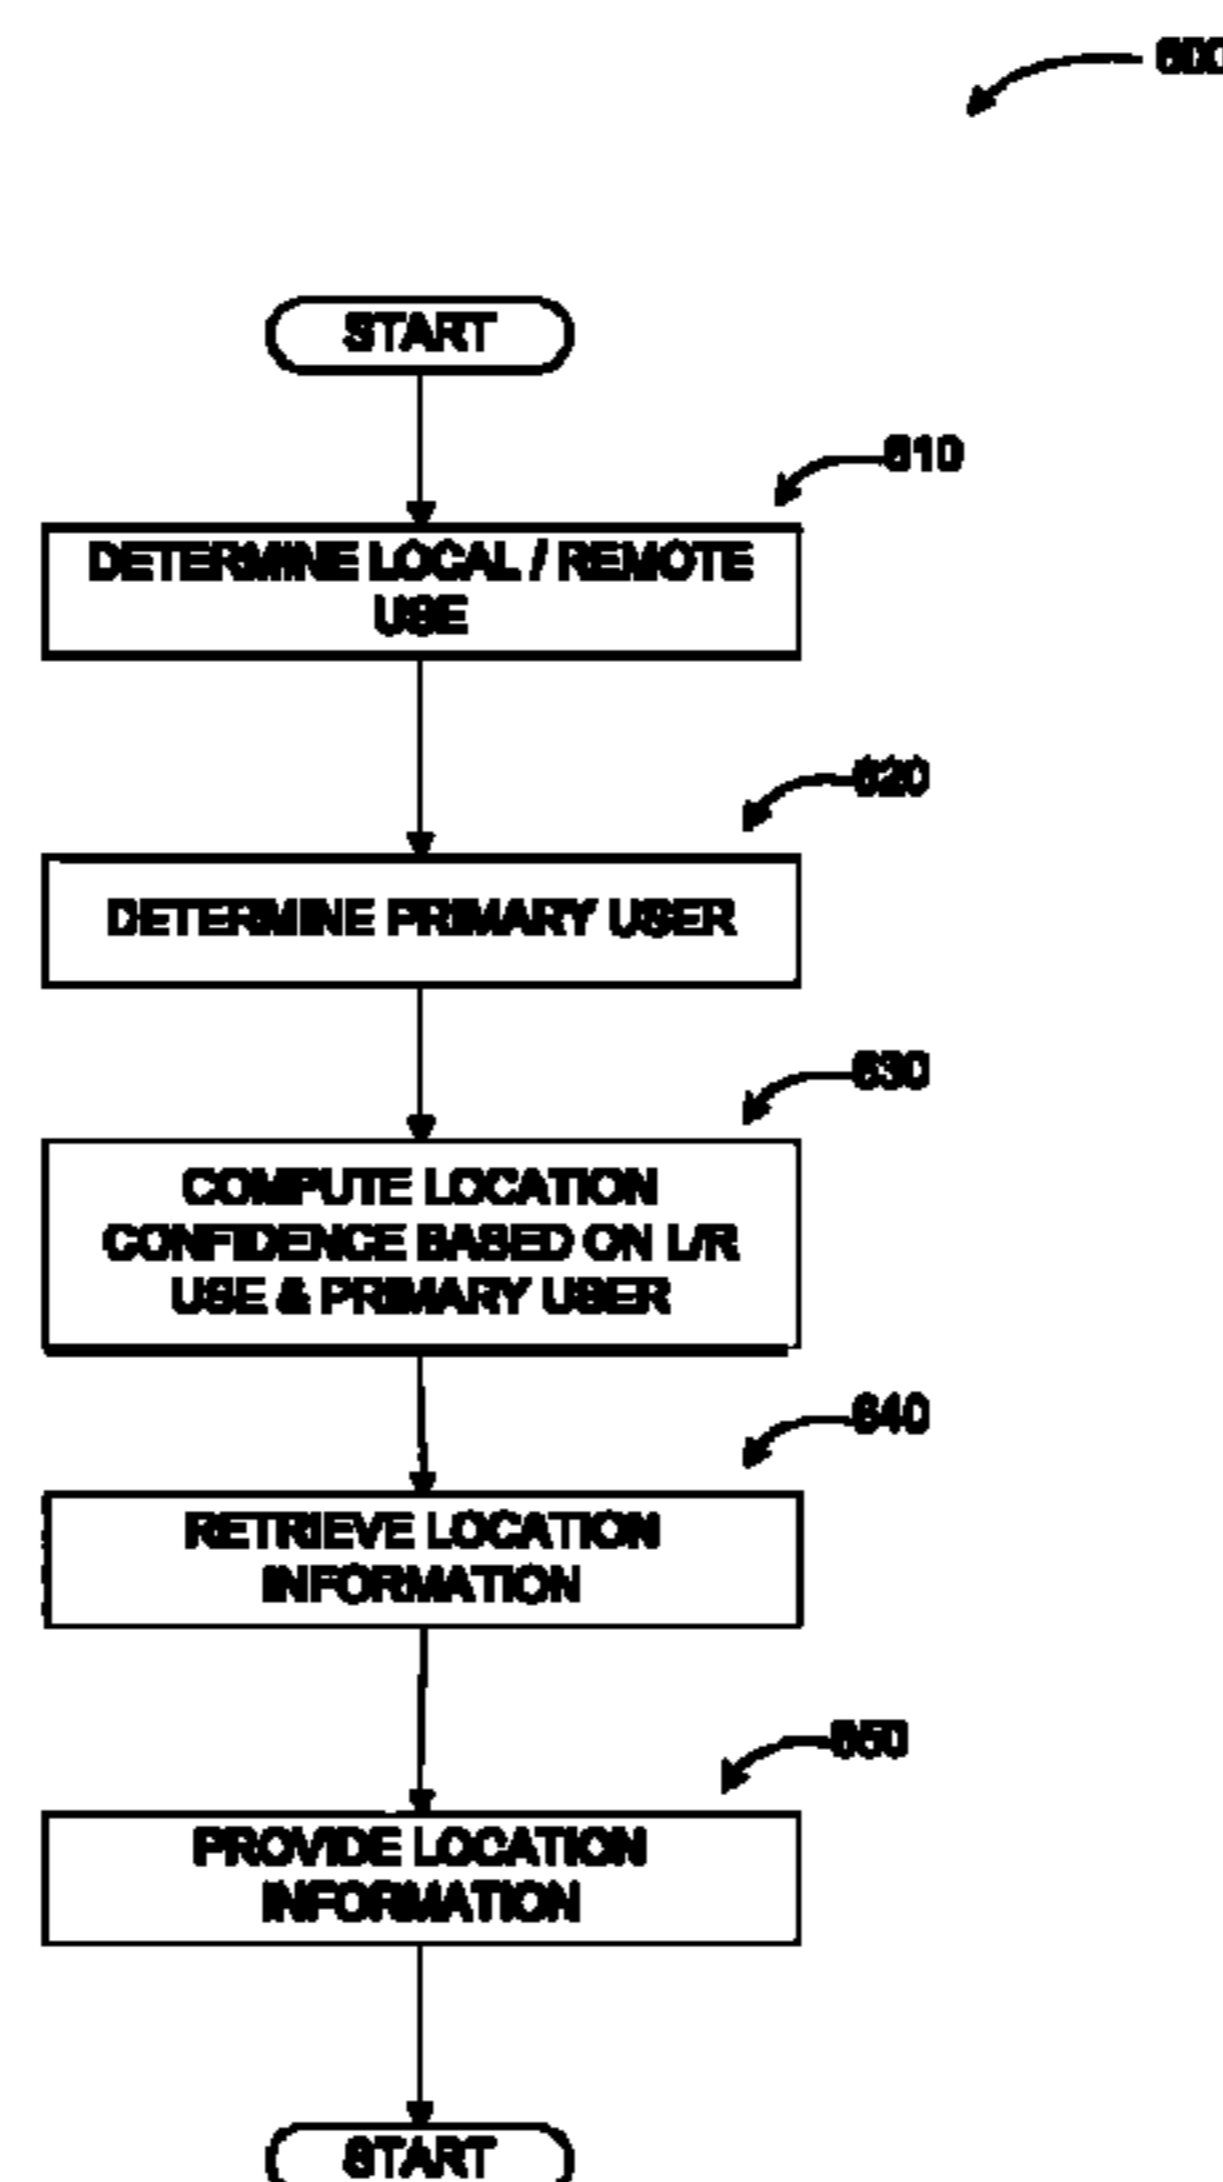 START
610
DETERMINE LOCAL / REMOTE
USE
620
DETERMINE PRIMARY USER
630
COMPUTE LOCATION
CONFIDENCE BASED ON L/R
USE & PRIMARY USER
640
RETRIEVE LOCATION
INFORMATION
650
PROVIDE LOCATION
INFORMATION
START